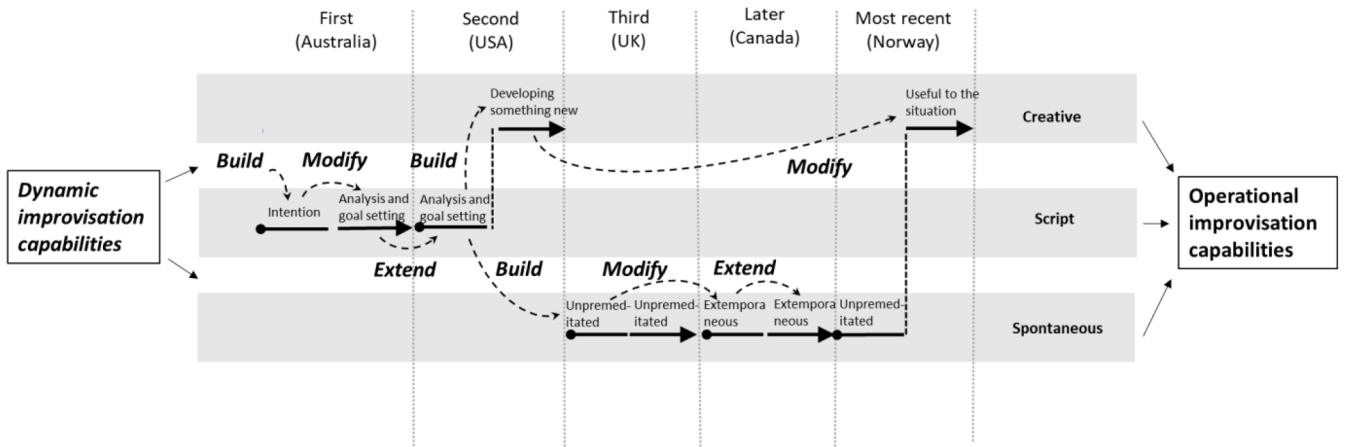 First
(Australia)
Second
(USA)
Third
(UK)
Later
(Canada)
Most recent
(Norway)
Developing
something new
Useful to the
situation
Creative
Build
Modify
Build
Modify
Dynamic
improvisation
capabilities
Intention
Analysis and
goal setting
Analysis and
goal setting
Script
Operational
improvisation
capabilities
Extend
Build
Modify
Extend
Unpremed-
itated
Unpremed-
itated
Extempora
neous
Extempora
neous
Unpremed-
itated
Spontaneous